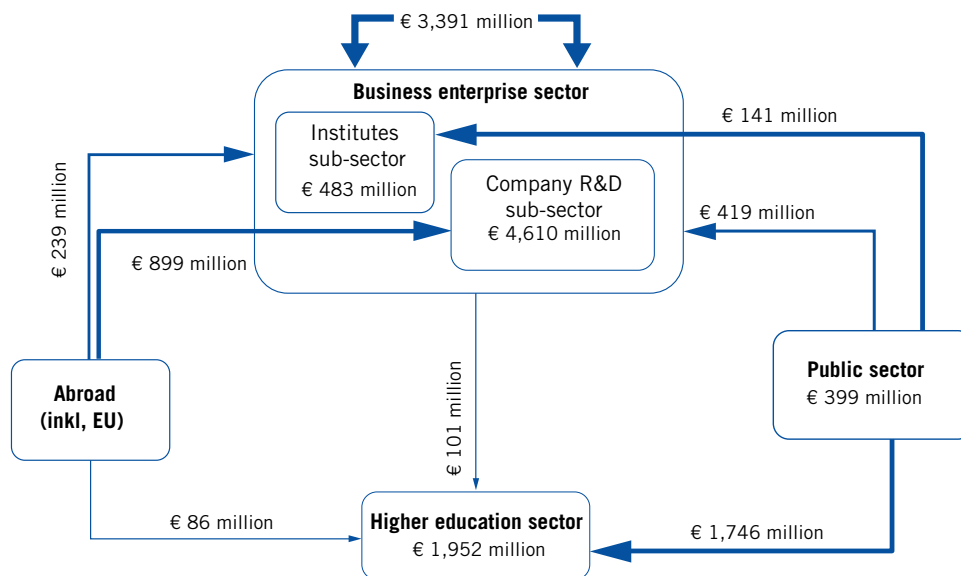 € 3,391 million
Business enterprise sector
Institutes
sub-sector
€ 483 million
Company R&D
sub-sector
€ 4,610 million
€ 141 million
€ 419 million
€ 239 million
€ 899 million
Abroad
(inkl, EU)
Public sector
€ 399 million
€ 101 million
€ 86 million
Higher education sector
€ 1,952 million
€ 1,746 million